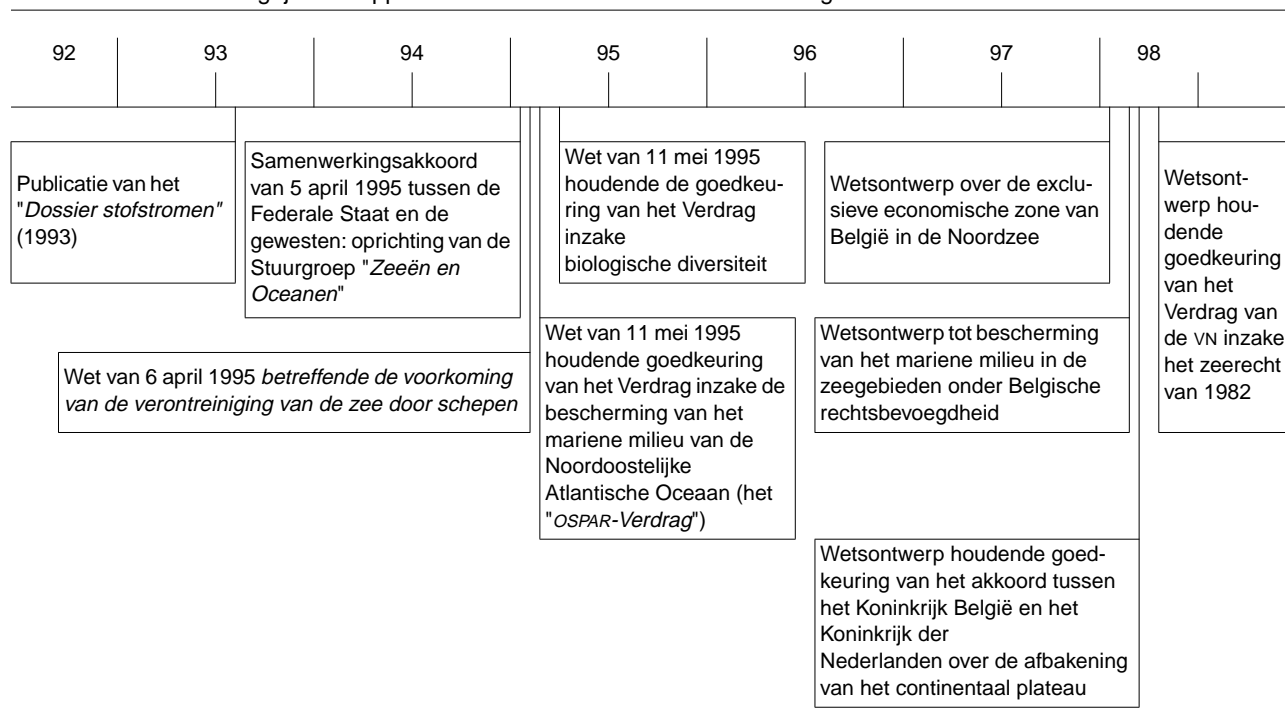 92 93 94 95 96 97 98
Publicatie van het
"Dossier stofstromen"
(1993)
Samenwerkingsakkoord
van 5 april 1995 tussen de
Federale Staat en de
gewesten: oprichting van de
Stuurgroep "Zeeën en
Oceanen"
Wet van 11 mei 1995
houdende de goedkeu-
ring van het Verdrag
inzake
biologische diversiteit
Wetsontwerp over de exclu-
sieve economische zone van
België in de Noordzee
Wetsont-
werp hou-
dende
goedkeuring
van het
Verdrag van
de VN inzake
het zeerecht
van 1982
Wet van 6 april 1995 betreffende de voorkoming
van de verontreiniging van de zee door schepen
Wet van 11 mei 1995
houdende goedkeuring
van het Verdrag inzake de
bescherming van het
mariene milieu van de
Noordoostelijke
Atlantische Oceaan (het
"OSPAR-Verdrag")
Wetsontwerp tot bescherming
van het mariene milieu in de
zeegebieden onder Belgische
rechtsbevoegdheid
Wetsontwerp houdende goed-
keuring van het akkoord tussen
het Koninkrijk België en het
Koninkrijk der
Nederlanden over de afbakening
van het continentaal plateau